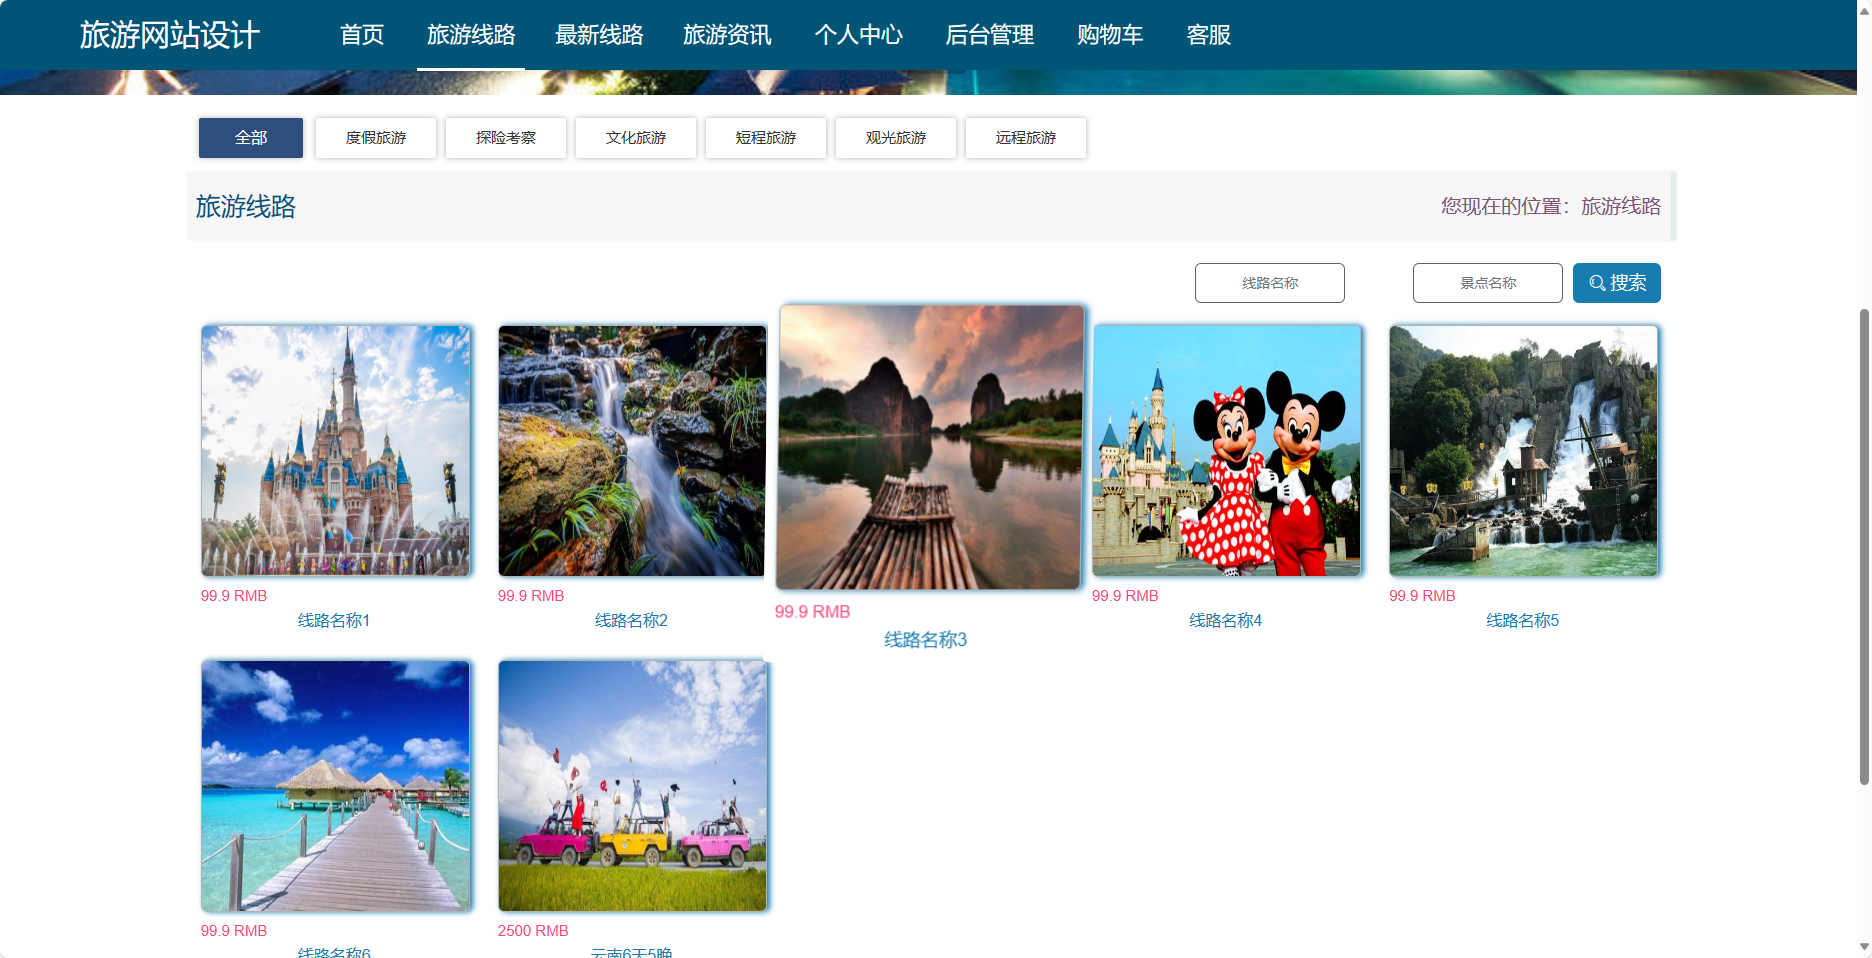 旅游网站设计 首页 旅游线路 最新线路 旅游资讯 个人中心 后台管理 购物车 客服
全部 度假旅游 探险考察 文化旅游 短程旅游 观光旅游 远程旅游
旅游线路 您现在的位置：旅游线路
线路名称 景点名称 搜索
99.9 RMB 99.9 RMB 99.9 RMB 99.9 RMB 99.9 RMB
线路名称1 线路名称2 线路名称3 线路名称4 线路名称5
99.9 RMB 2500 RMB
线路名称6 云南6天5晚